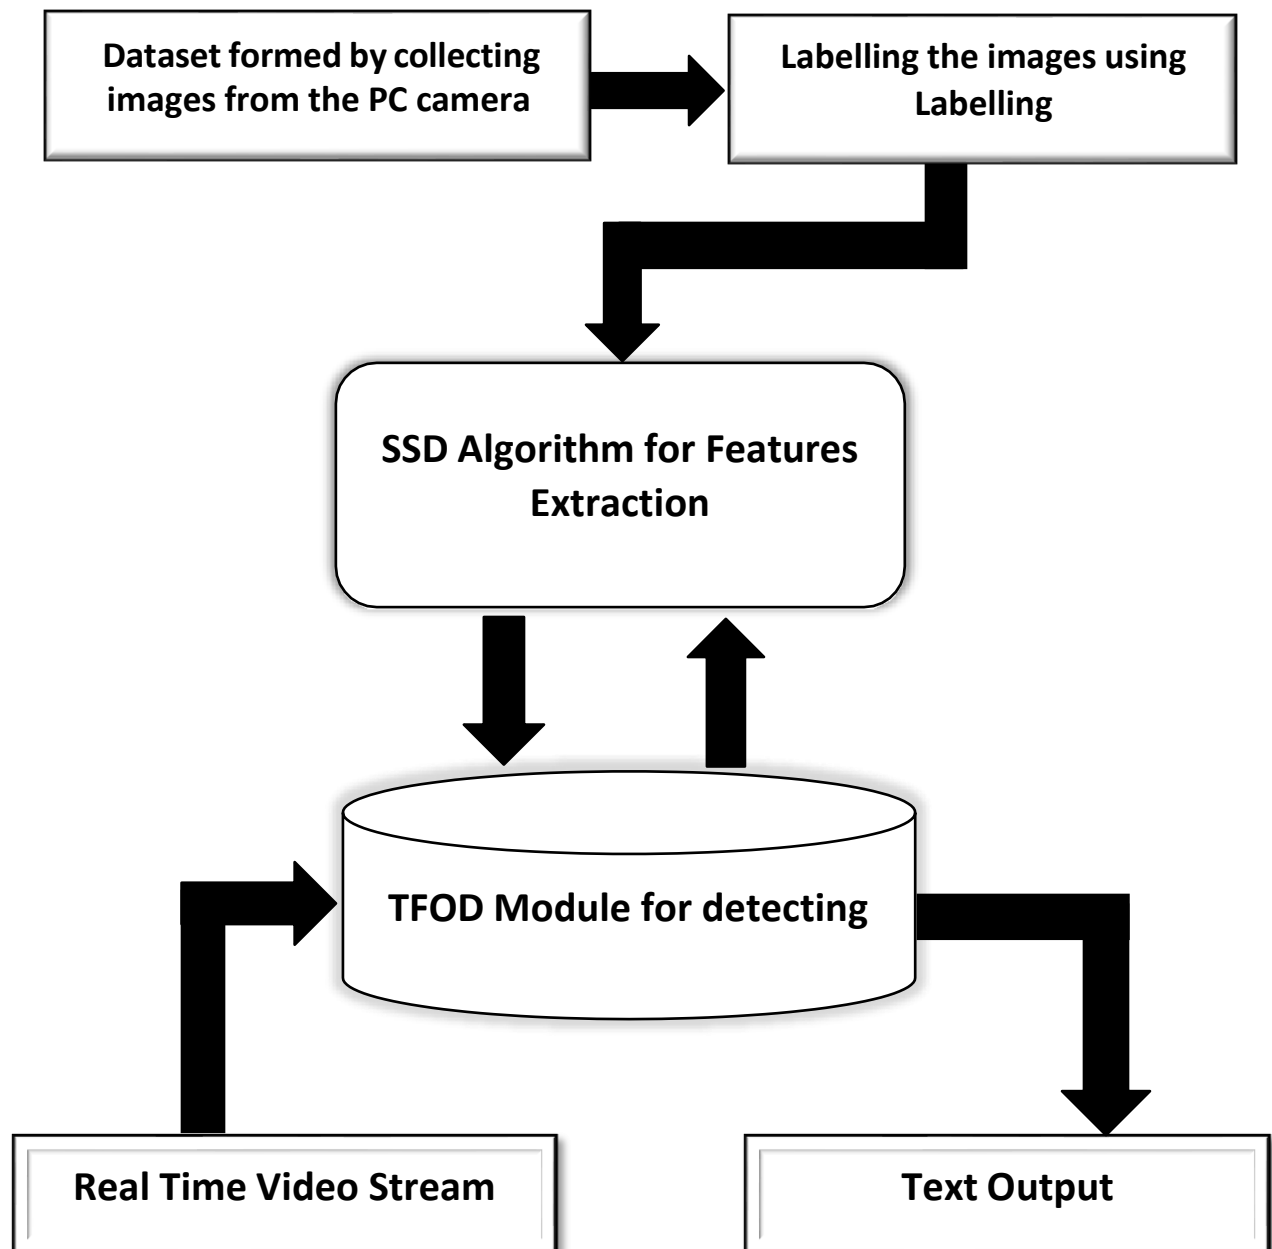 Dataset formed by collecting
images from the PC camera
Labelling the images using
Labelling
SSD Algorithm for Features
Extraction
TFOD Module for detecting
Real Time Video Stream
Text Output